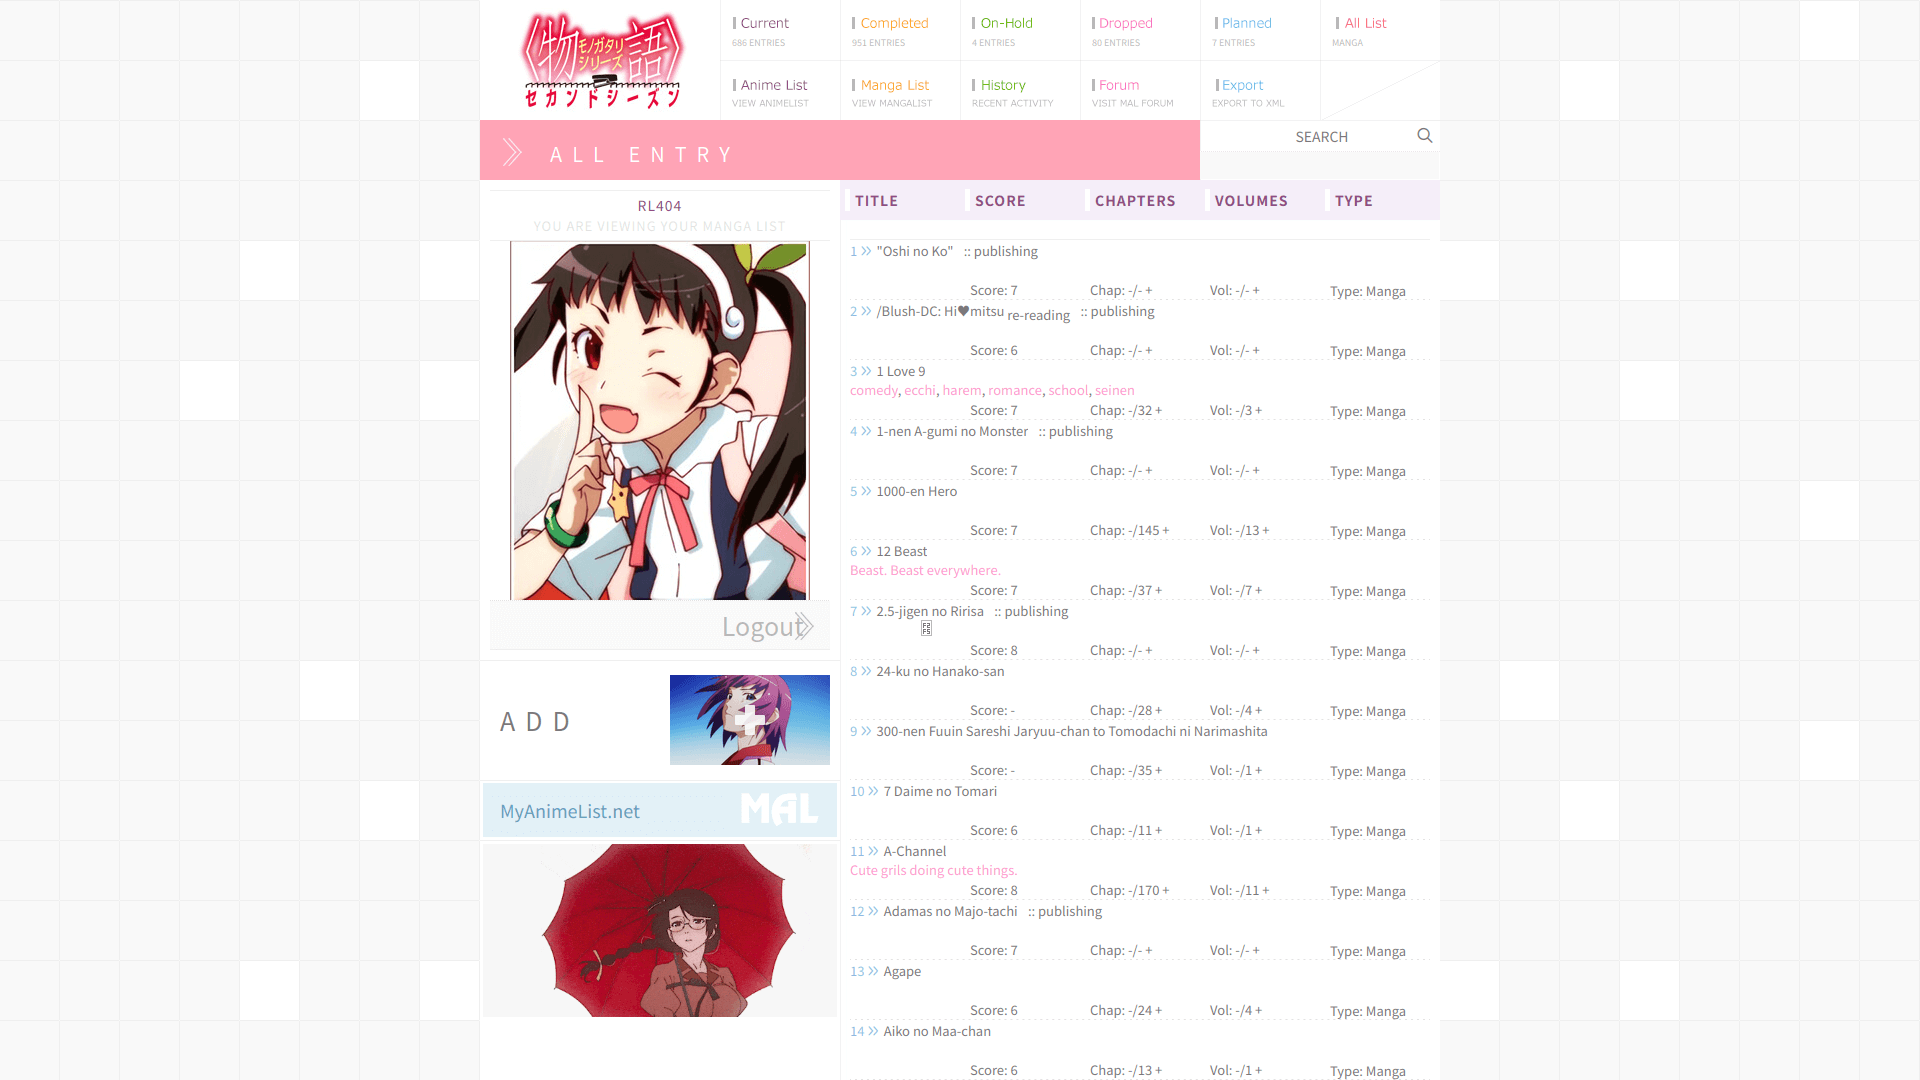 〈物語〉
モノガタリ
シリーズ
セカンドシーズン
Current
686 ENTRIES
Completed
951 ENTRIES
On-Hold
4 ENTRIES
Dropped
80 ENTRIES
Planned
7 ENTRIES
All List
MANGA
Anime List
VIEW ANIMELIST
Manga List
VIEW MANGALIST
History
RECENT ACTIVITY
Forum
VISIT MAL FORUM
Export
EXPORT TO XML
ALL ENTRY
SEARCH
RL404
YOU ARE VIEWING YOUR MANGA LIST
Logout
ADD
MyAnimeList.net
MAL
TITLE SCORE CHAPTERS VOLUMES TYPE
1 » "Oshi no Ko" :: publishing
Score: 7 Chap: -/- + Vol: -/- + Type: Manga
2 » /Blush-DC: Hi♥mitsu re-reading :: publishing
Score: 6 Chap: -/- + Vol: -/- + Type: Manga
3 » 1 Love 9
comedy, ecchi, harem, romance, school, seinen
Score: 7 Chap: -/32 + Vol: -/3 + Type: Manga
4 » 1-nen A-gumi no Monster :: publishing
Score: 7 Chap: -/- + Vol: -/- + Type: Manga
5 » 1000-en Hero
Score: 7 Chap: -/145 + Vol: -/13 + Type: Manga
6 » 12 Beast
Beast. Beast everywhere.
Score: 7 Chap: -/37 + Vol: -/7 + Type: Manga
7 » 2.5-jigen no Ririsa :: publishing
Score: 8 Chap: -/- + Vol: -/- + Type: Manga
8 » 24-ku no Hanako-san
Score: - Chap: -/28 + Vol: -/4 + Type: Manga
9 » 300-nen Fuuin Sareshi Jaryuu-chan to Tomodachi ni Narimashita
Score: - Chap: -/35 + Vol: -/1 + Type: Manga
10 » 7 Daime no Tomari
Score: 6 Chap: -/11 + Vol: -/1 + Type: Manga
11 » A-Channel
Cute grils doing cute things.
Score: 8 Chap: -/170 + Vol: -/11 + Type: Manga
12 » Adamas no Majo-tachi :: publishing
Score: 7 Chap: -/- + Vol: -/- + Type: Manga
13 » Agape
Score: 6 Chap: -/24 + Vol: -/4 + Type: Manga
14 » Aiko no Maa-chan
Score: 6 Chap: -/13 + Vol: -/1 + Type: Manga